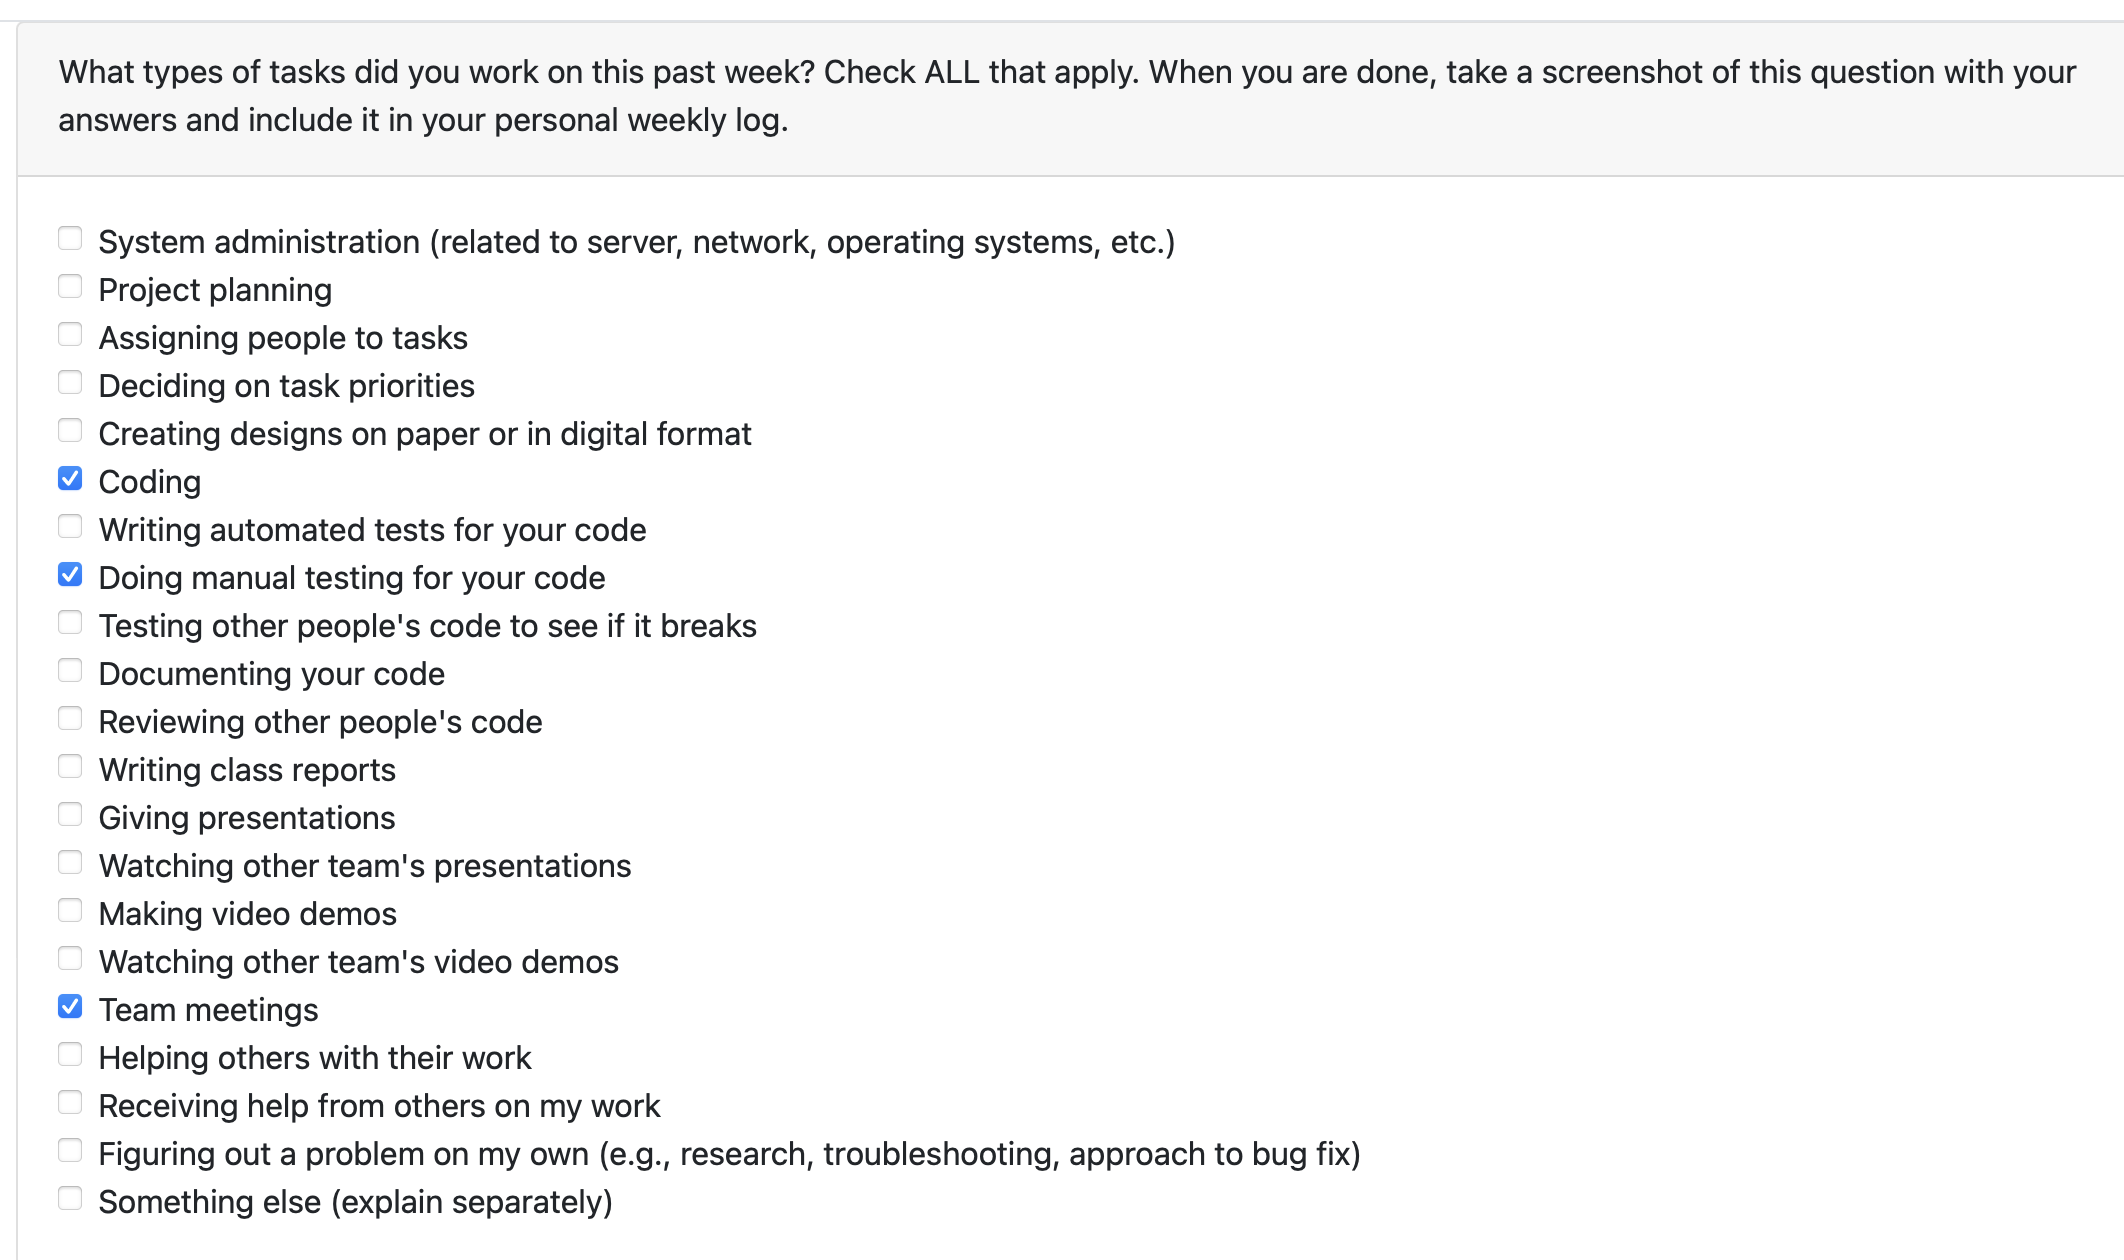 What types of tasks did you work on this past week? Check ALL that apply. When you are done, take a screenshot of this question with your
answers and include it in your personal weekly log.
System administration (related to server, network, operating systems, etc.)
Project planning
Assigning people to tasks
Deciding on task priorities
Creating designs on paper or in digital format
Coding
Writing automated tests for your code
Doing manual testing for your code
Testing other people's code to see if it breaks
Documenting your code
Reviewing other people's code
Writing class reports
Giving presentations
Watching other team's presentations
Making video demos
Watching other team's video demos
Team meetings
Helping others with their work
Receiving help from others on my work
Figuring out a problem on my own (e.g., research, troubleshooting, approach to bug fix)
Something else (explain separately)